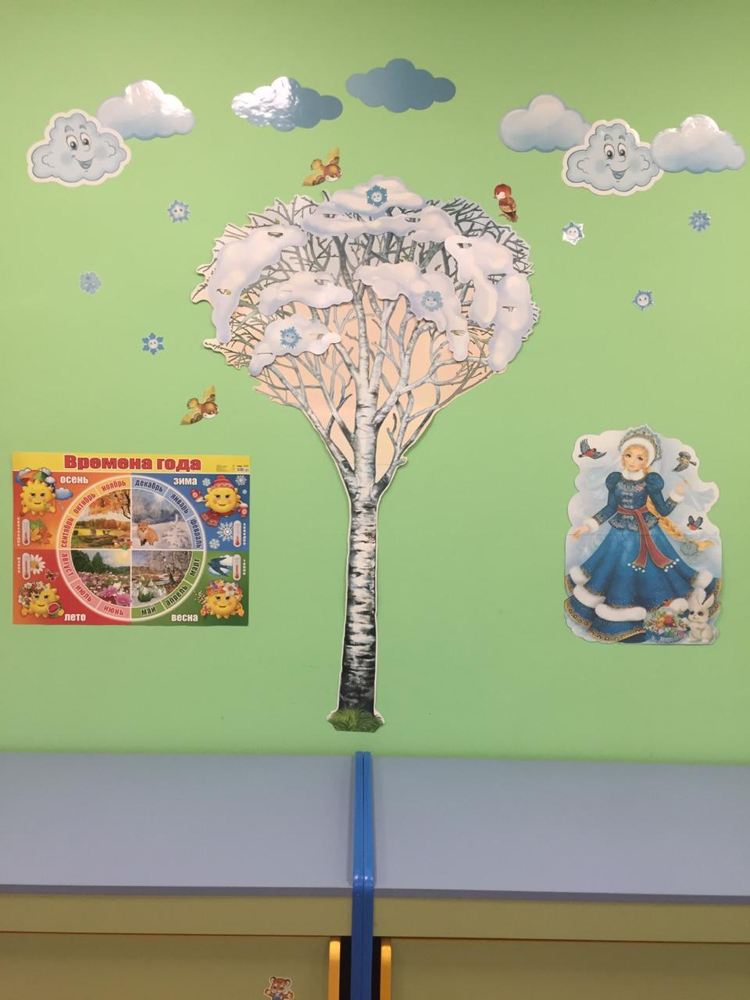 Времена года
осень
зима
декабрь
январь
февраль
март
апрель
май
июнь
июль
август
сентябрь
октябрь
ноябрь
лето
весна